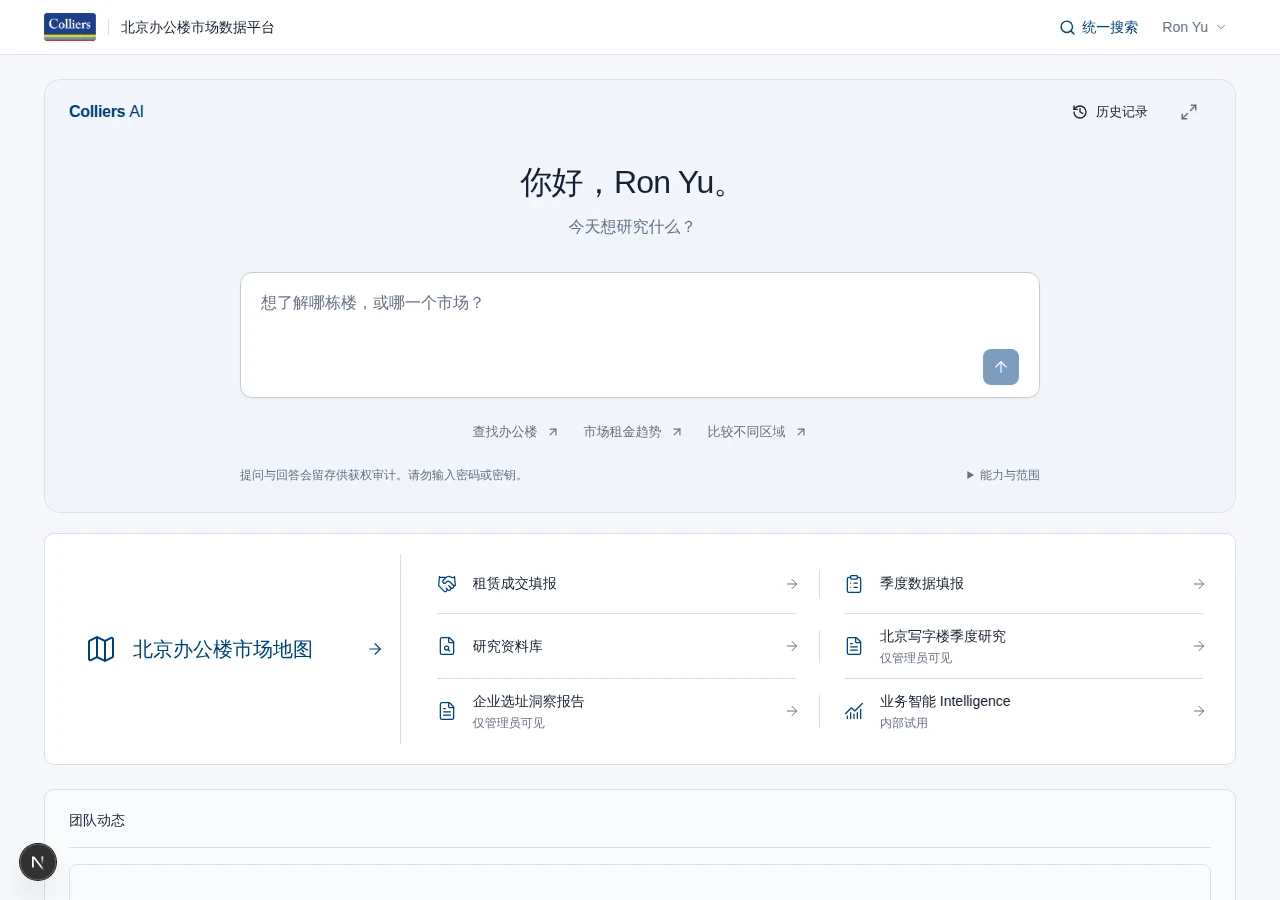 Colliers
北京办公楼市场数据平台
统一搜索
Ron Yu
Colliers AI
历史记录
你好，Ron Yu。
今天想研究什么？
想了解哪栋楼，或哪一个市场？
查找办公楼
市场租金趋势
比较不同区域
提问与回答会留存供获权审计。请勿输入密码或密钥。
能力与范围
北京办公楼市场地图
租赁成交填报
季度数据填报
研究资料库
北京写字楼季度研究
仅管理员可见
企业选址洞察报告
仅管理员可见
业务智能 Intelligence
内部试用
团队动态
N